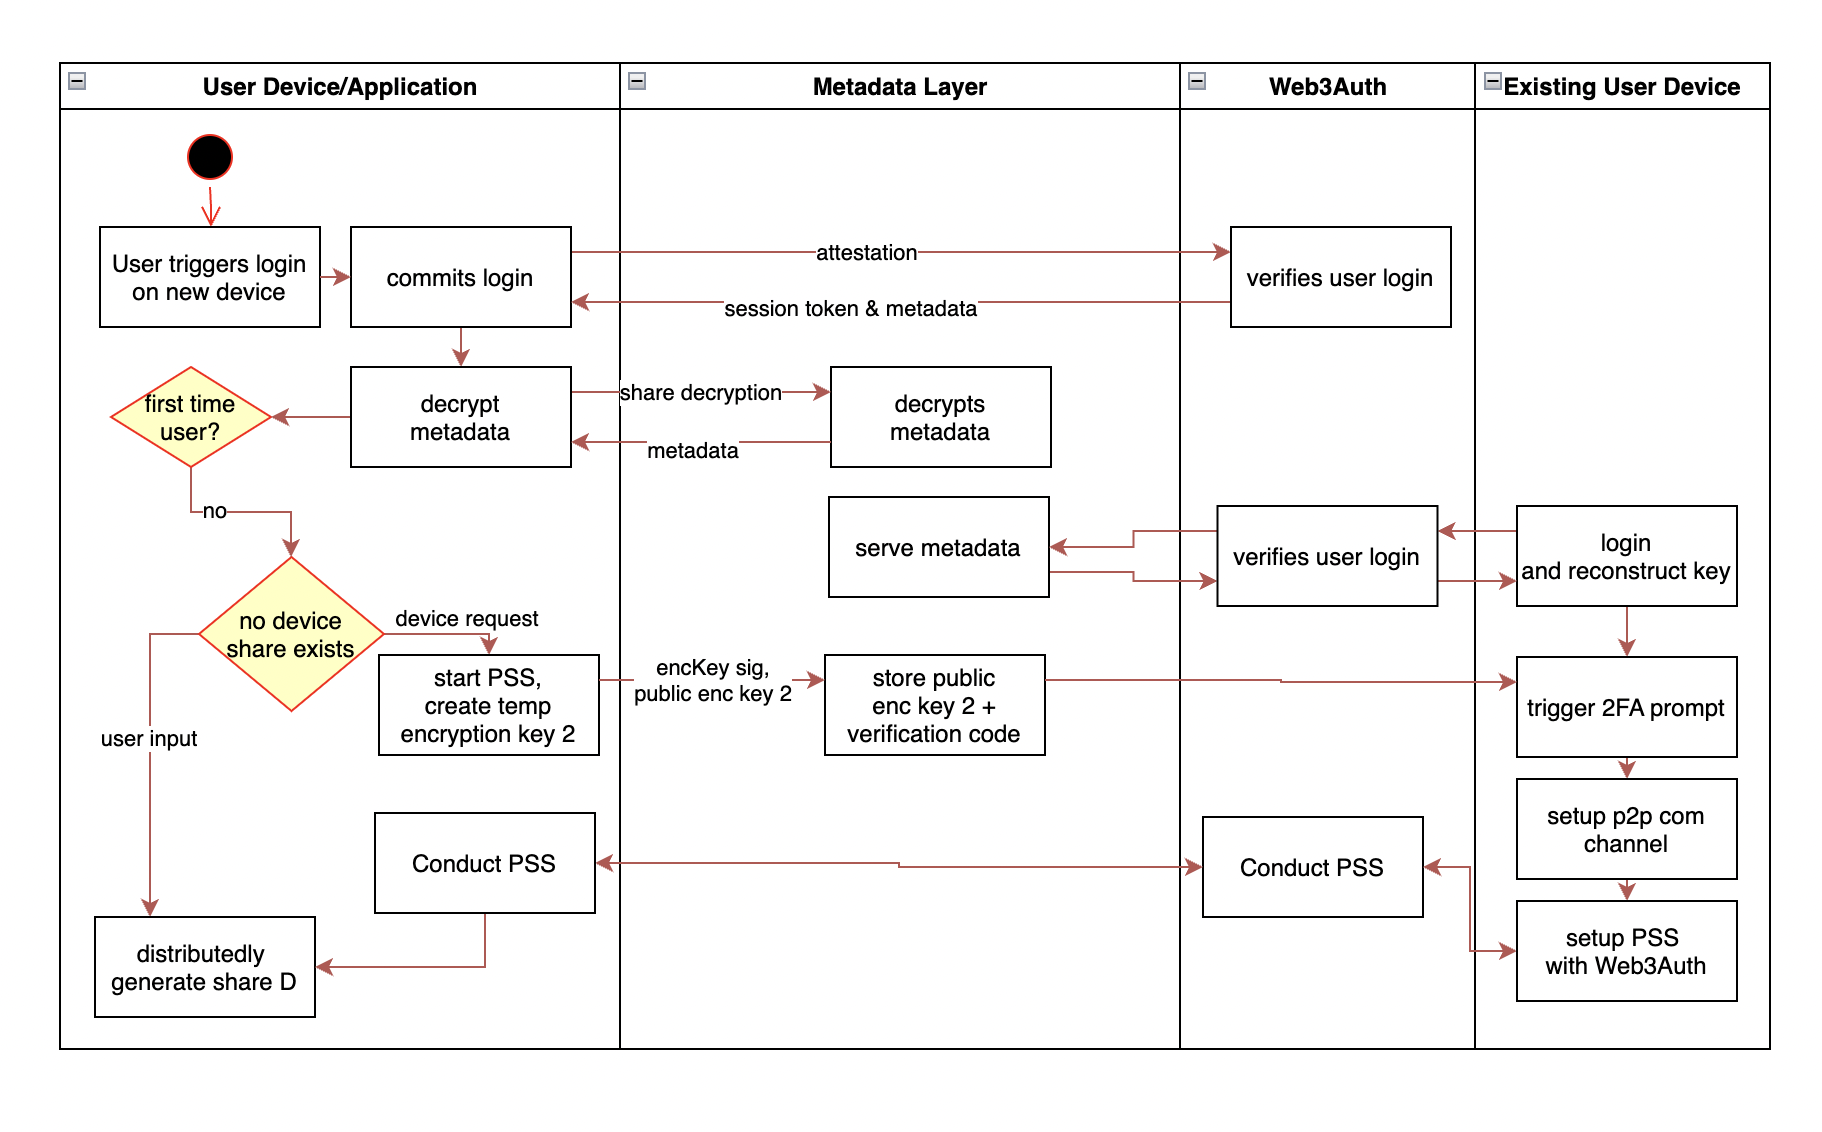 User Device/Application
Metadata Layer
Web3Auth
Existing User Device
User triggers login
on new device
commits login
attestation
verifies user login
session token & metadata
first time
user?
decrypt
metadata
share decryption
metadata
decrypts
metadata
no
serve metadata
verifies user login
login
and reconstruct key
no device
share exists
device request
user input
start PSS,
create temp
encryption key 2
encKey sig,
public enc key 2
store public
enc key 2 +
verification code
trigger 2FA prompt
setup p2p com
channel
Conduct PSS
Conduct PSS
distributedly
generate share D
setup PSS
with Web3Auth